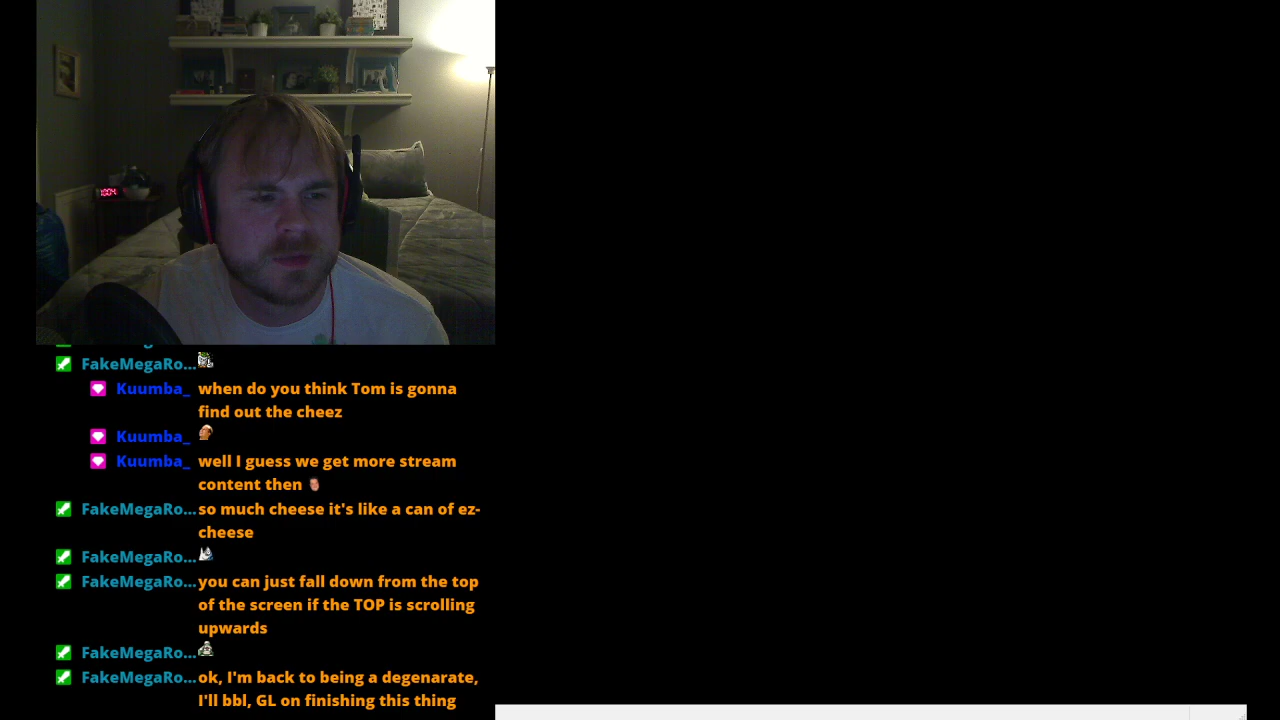 1004
FakeMegaRo...
Kuumba_ when do you think Tom is gonna
find out the cheez
Kuumba_
Kuumba_ well I guess we get more stream
content then
FakeMegaRo... so much cheese it's like a can of ez-
cheese
FakeMegaRo...
FakeMegaRo... you can just fall down from the top
of the screen if the TOP is scrolling
upwards
FakeMegaRo...
FakeMegaRo... ok, I'm back to being a degenarate,
I'll bbl, GL on finishing this thing